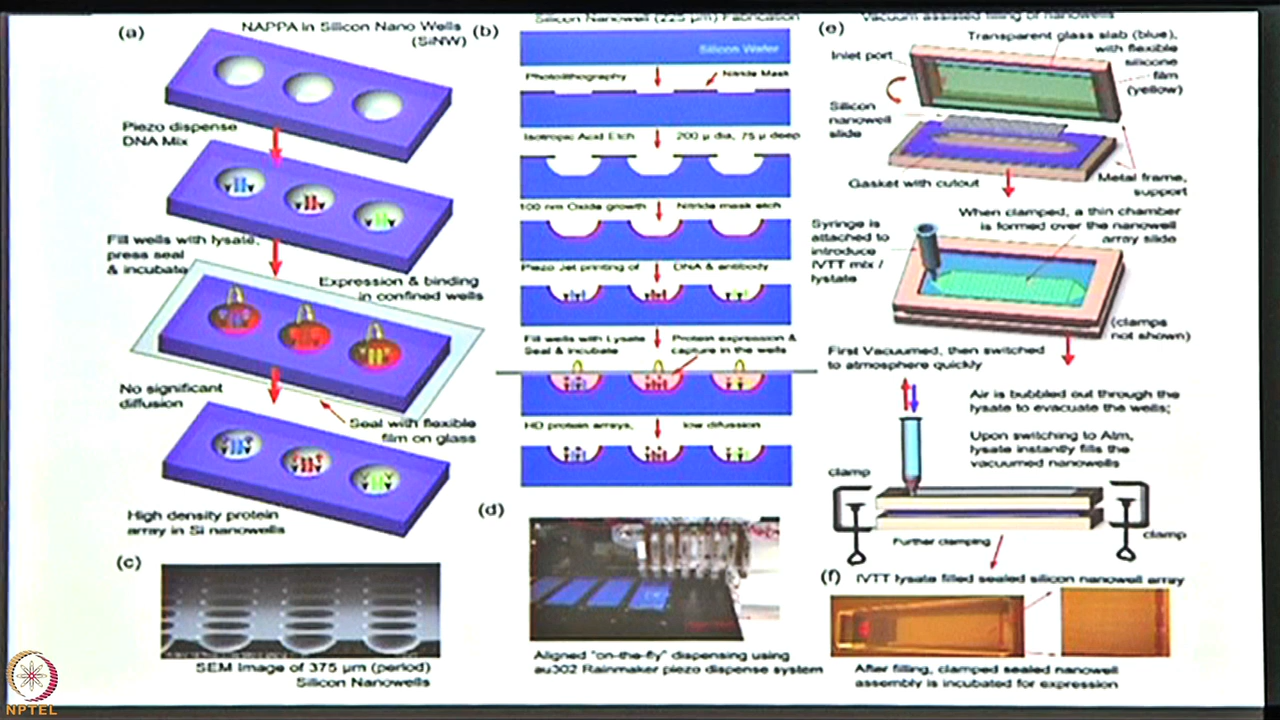 (a)
NAPPA in Silicon Nano Wells
(SiNW)
Piezo dispense
DNA Mix
Fill wells with lysate,
press seal
& incubate
Expression & binding
in confined wells
No significant
diffusion
Seal with flexible
film on glass
High density protein
array in Si nanowells
(b)
Silicon Nanowell (225 µm) Fabrication
Silicon Wafer
Photolithography
Nitride Mask
Isotropic Acid Etch
200 µ dia, 75 µ deep
100 nm Oxide growth
Nitride mask etch
Piezo Jet printing of
DNA & antibody
Fill wells with Lysate
Seal & incubate
Protein expression &
capture in the wells
HD protein arrays,
low difussion
(c)
SEM Image of 375 µm (period)
Silicon Nanowells
(d)
Aligned "on-the-fly" dispensing using
au302 Rainmaker piezo dispense system
(e)
Vacuum assisted filling of nanowells
Transparent glass slab (blue),
with flexible
silicone
film
(yellow)
Inlet port
Silicon
nanowell
slide
Gasket with cutout
Metal frame,
support
Syringe is
attached to
introduce
IVTT mix /
lystate
When clamped, a thin chamber
is formed over the nanowell
array slide
(clamps
not shown)
First Vacuumed, then switched
to atmosphere quickly
Air is bubbled out through the
lysate to evacuate the wells;
Upon switching to Atm,
lysate instantly fills the
vacuumed nanowells
clamp
clamp
Further clamping
(f)
IVTT lysate filled sealed silicon nanowell array
After filling, clamped sealed nanowell
assembly is incubated for expression
NPTEL